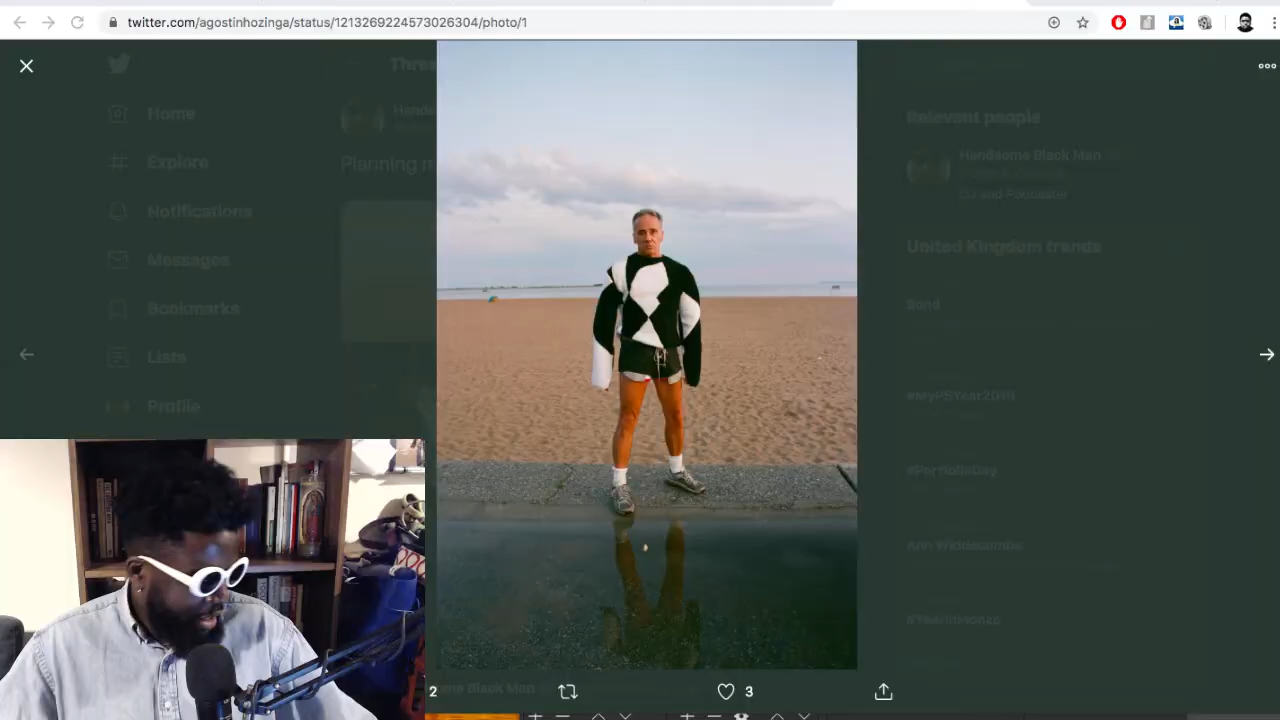 twitter.com/agostinhozinga/status/1213269224573026304/photo/1
Home
Explore
Notifications
Messages
Bookmarks
Lists
Profile
Planning
Relevant people
Handsome Black Man
DJ and Podcaster
United Kingdom trends
#MyPSYear2019
#PortfolioDay
Ann Widdecombe
2
3